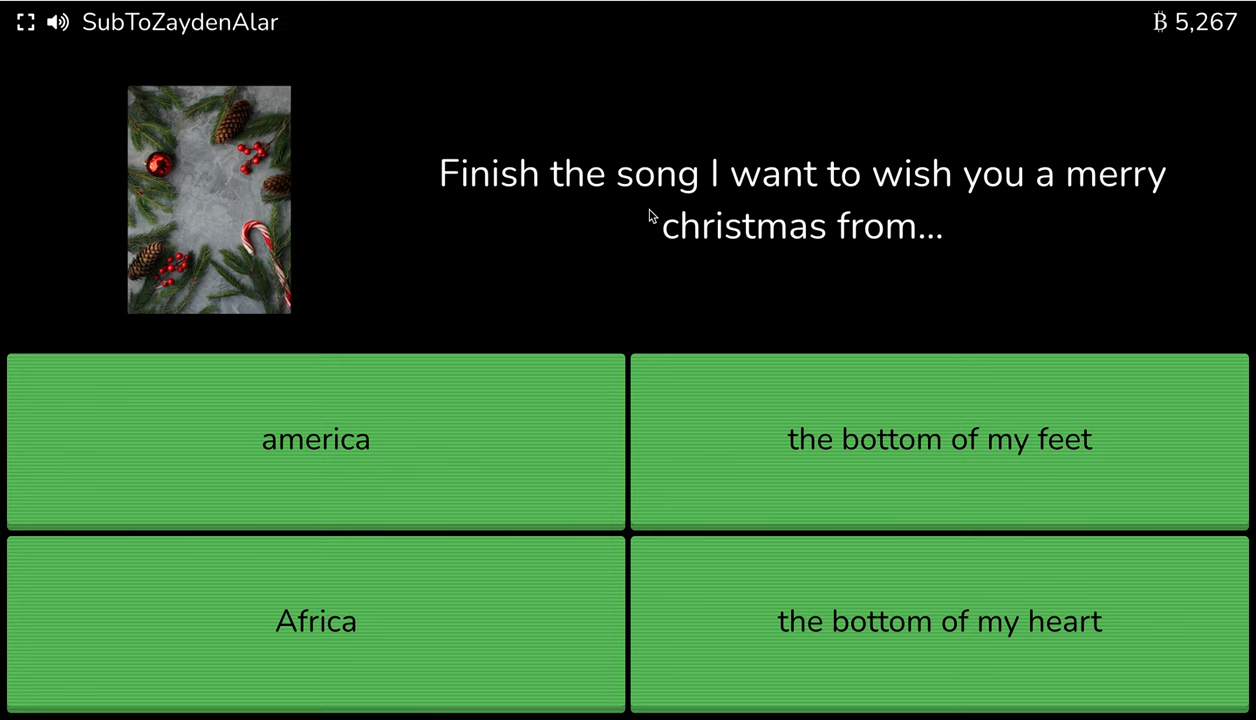 SubToZaydenAlar
₿ 5,267
Finish the song I want to wish you a merry
christmas from...
america
the bottom of my feet
Africa
the bottom of my heart